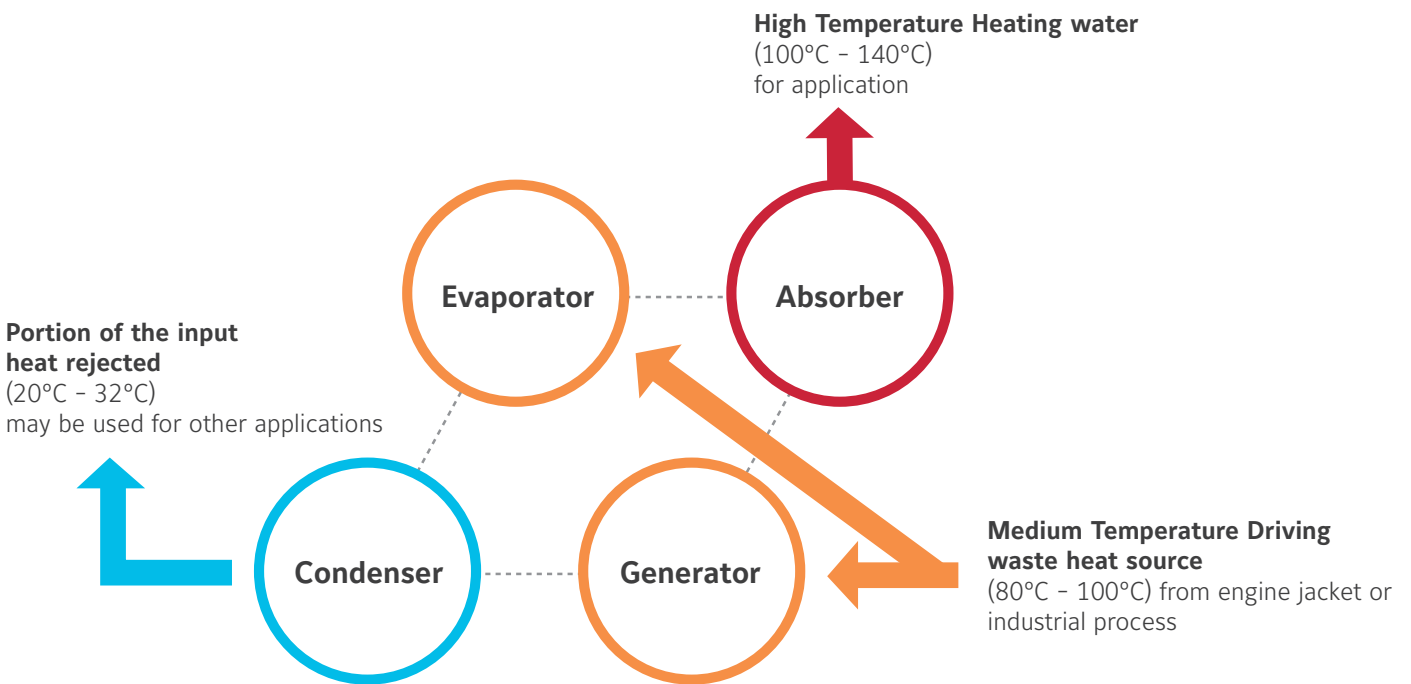 High Temperature Heating water
(100°C - 140°C)
for application
Evaporator
Absorber
Portion of the input
heat rejected
(20°C - 32°C)
may be used for other applications
Condenser
Generator
Medium Temperature Driving
waste heat source
(80°C - 100°C) from engine jacket or
industrial process